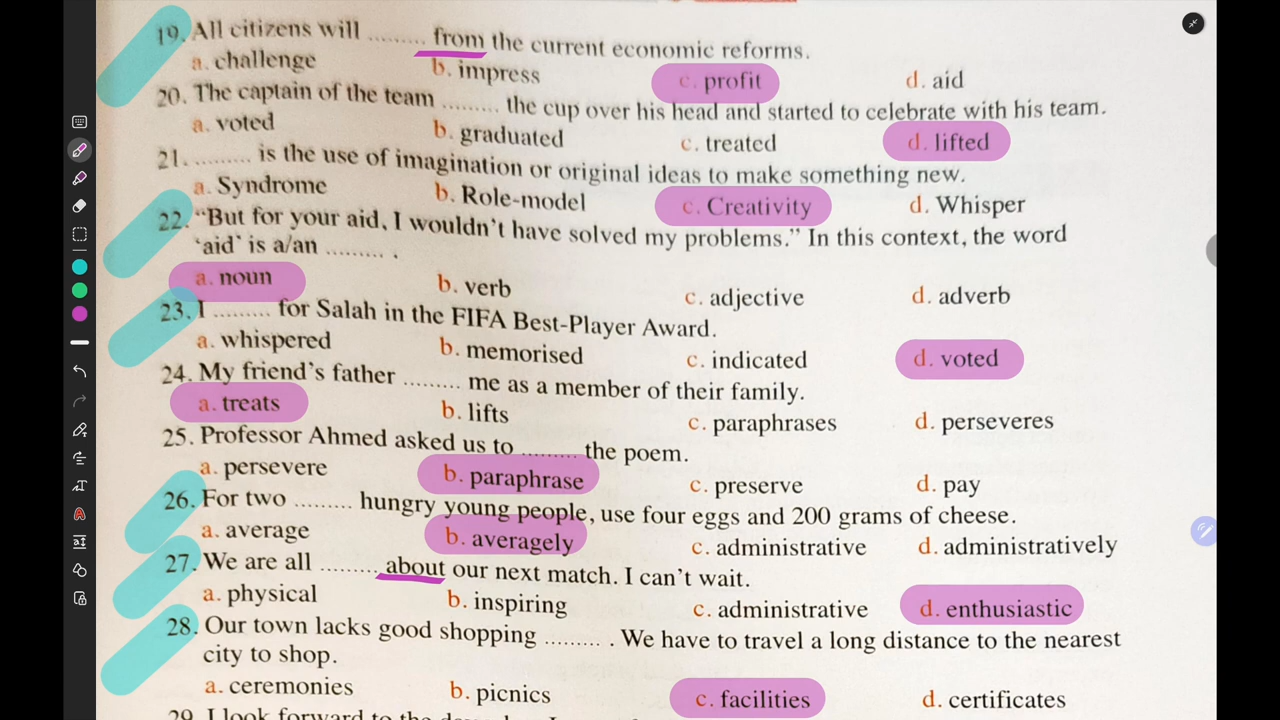 19. All citizens will ......... from the current economic reforms.
a. challenge b. impress c. profit d. aid
20. The captain of the team ......... the cup over his head and started to celebrate with his team.
a. voted b. graduated c. treated d. lifted
21. ......... is the use of imagination or original ideas to make something new.
a. Syndrome b. Role-model c. Creativity d. Whisper
22. “But for your aid, I wouldn’t have solved my problems.” In this context, the word
‘aid’ is a/an ......... .
a. noun b. verb c. adjective d. adverb
23. I ......... for Salah in the FIFA Best-Player Award.
a. whispered b. memorised c. indicated d. voted
24. My friend’s father ......... me as a member of their family.
a. treats b. lifts c. paraphrases d. perseveres
25. Professor Ahmed asked us to ......... the poem.
a. persevere b. paraphrase c. preserve d. pay
26. For two ......... hungry young people, use four eggs and 200 grams of cheese.
a. average b. averagely c. administrative d. administratively
27. We are all ......... about our next match. I can’t wait.
a. physical b. inspiring c. administrative d. enthusiastic
28. Our town lacks good shopping ......... . We have to travel a long distance to the nearest
city to shop.
a. ceremonies b. picnics c. facilities d. certificates
29. I look forward to the